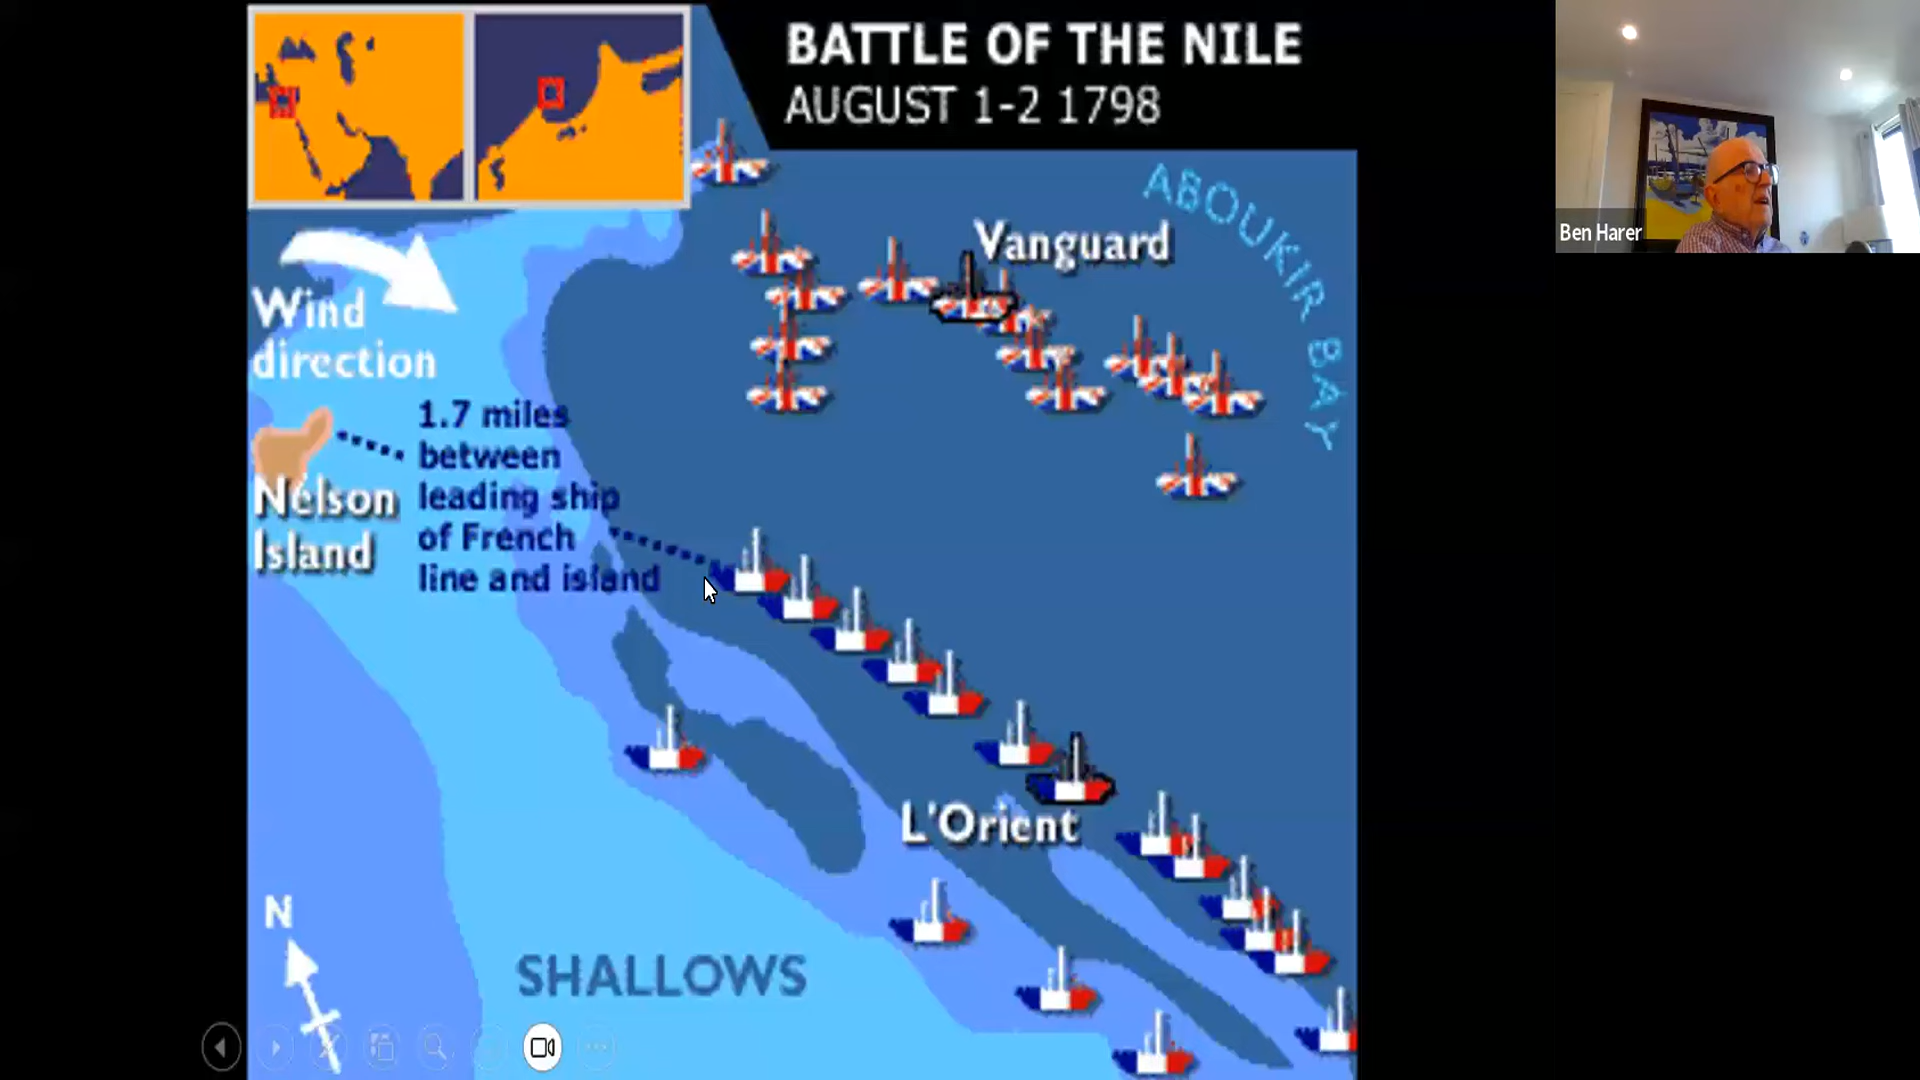 BATTLE OF THE NILE
AUGUST 1-2 1798
ABOUKIR BAY
Vanguard
Wind
direction
1.7 miles
between
leading ship
of French
line and island
Nelson
Island
L'Orient
N
SHALLOWS
Ben Harer